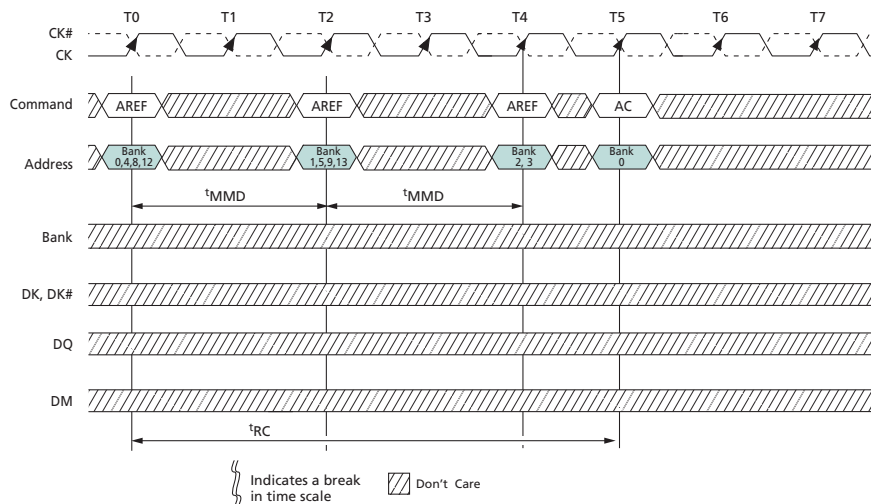 T0 T1 T2 T3 T4 T5 T6 T7
CK#
CK
Command AREF AREF AREF AC
Address Bank 0,4,8,12 Bank 1,5,9,13 Bank 2, 3 Bank 0
tMMD tMMD
Bank
DK, DK#
DQ
DM
tRC
Indicates a break
in time scale
Don't Care